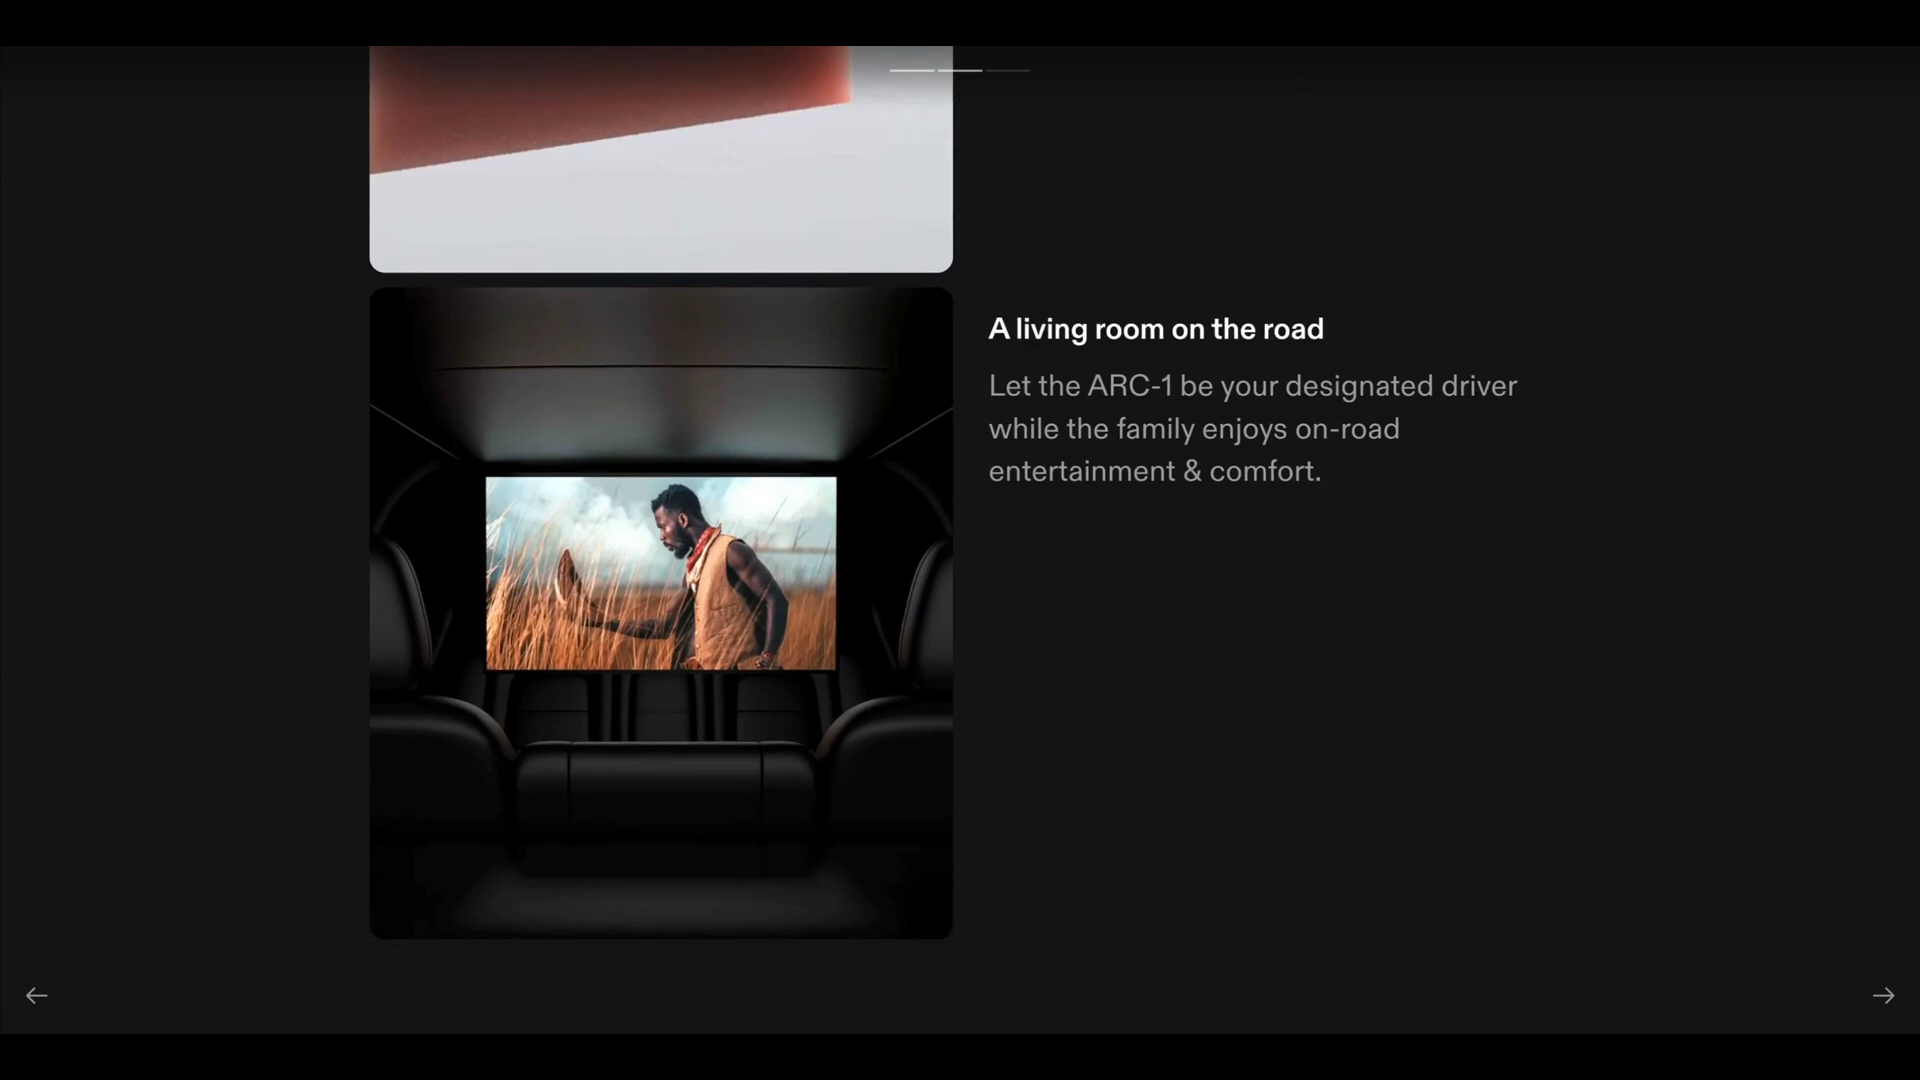 A living room on the road
Let the ARC-1 be your designated driver
while the family enjoys on-road
entertainment & comfort.